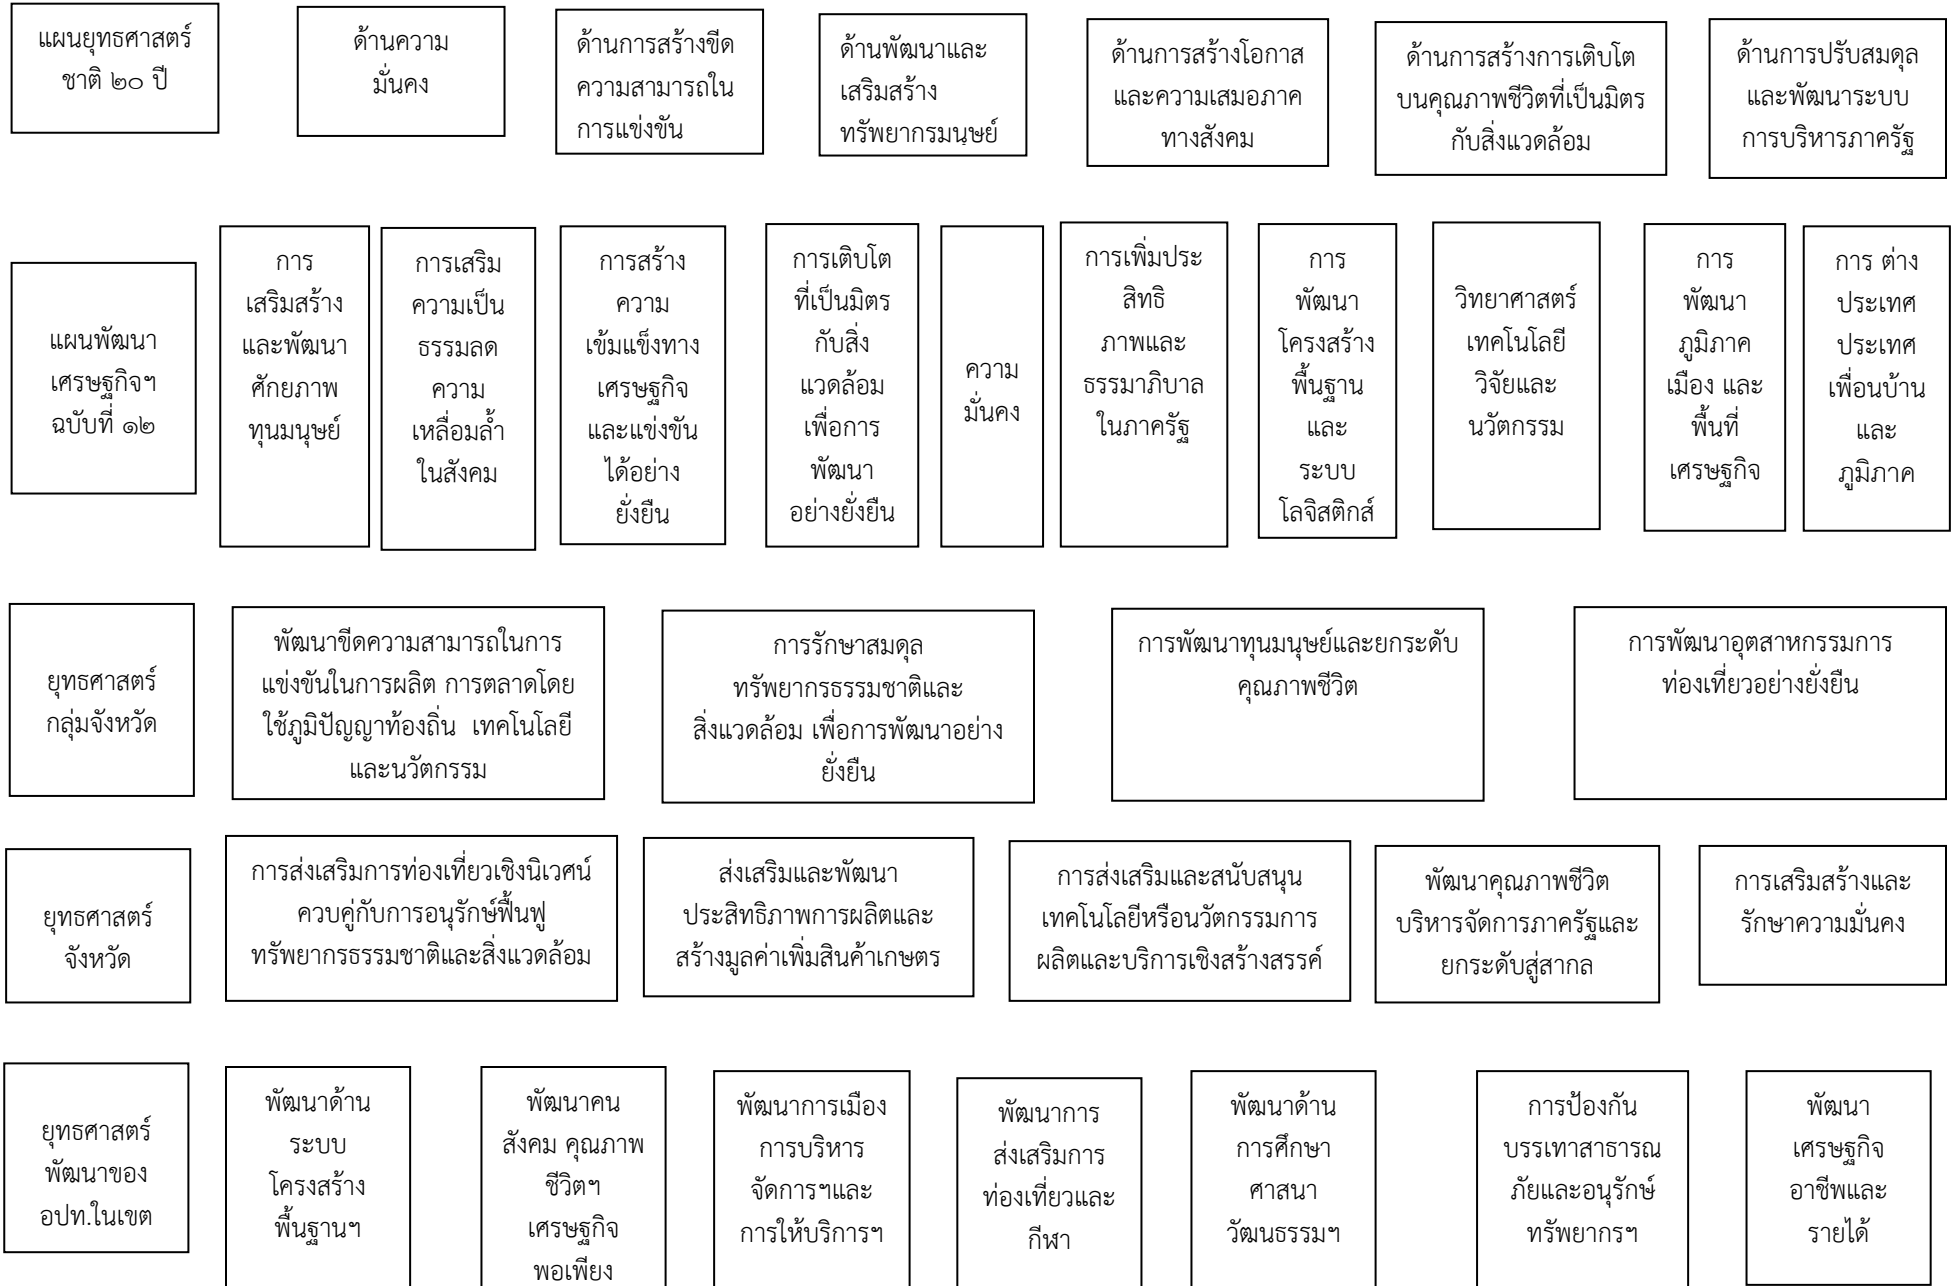 แผนยุทธศาสตร์
ชาติ ๒๐ ปี
ด้านความ
มั่นคง
ด้านการสร้างขีด
ความสามารถใน
การแข่งขัน
ด้านพัฒนาและ
เสริมสร้าง
ทรัพยากรมนุษย์
ด้านการสร้างโอกาส
และความเสมอภาค
ทางสังคม
ด้านการสร้างการเติบโต
บนคุณภาพชีวิตที่เป็นมิตร
กับสิ่งแวดล้อม
ด้านการปรับสมดุล
และพัฒนาระบบ
การบริหารภาครัฐ
แผนพัฒนา
เศรษฐกิจฯ
ฉบับที่ ๑๒
การ
เสริมสร้าง
และพัฒนา
ศักยภาพ
ทุนมนุษย์
การเสริม
ความเป็น
ธรรมลด
ความ
เหลื่อมล้ำ
ในสังคม
การสร้าง
ความ
เข้มแข็งทาง
เศรษฐกิจ
และแข่งขัน
ได้อย่าง
ยั่งยืน
การเติบโต
ที่เป็นมิตร
กับสิ่ง
แวดล้อม
เพื่อการ
พัฒนา
อย่างยั่งยืน
ความ
มั่นคง
การเพิ่มประ
สิทธิ
ภาพและ
ธรรมาภิบาล
ในภาครัฐ
การ
พัฒนา
โครงสร้าง
พื้นฐาน
และ
ระบบ
โลจิสติกส์
วิทยาศาสตร์
เทคโนโลยี
วิจัยและ
นวัตกรรม
การ
พัฒนา
ภูมิภาค
เมือง และ
พื้นที่
เศรษฐกิจ
การ ต่าง
ประเทศ
ประเทศ
เพื่อนบ้าน
และ
ภูมิภาค
ยุทธศาสตร์
กลุ่มจังหวัด
พัฒนาขีดความสามารถในการ
แข่งขันในการผลิต การตลาดโดย
ใช้ภูมิปัญญาท้องถิ่น เทคโนโลยี
และนวัตกรรม
การรักษาสมดุล
ทรัพยากรธรรมชาติและ
สิ่งแวดล้อม เพื่อการพัฒนาอย่าง
ยั่งยืน
การพัฒนาทุนมนุษย์และยกระดับ
คุณภาพชีวิต
การพัฒนาอุตสาหกรรมการ
ท่องเที่ยวอย่างยั่งยืน
ยุทธศาสตร์
จังหวัด
การส่งเสริมการท่องเที่ยวเชิงนิเวศน์
ควบคู่กับการอนุรักษ์ฟื้นฟู
ทรัพยากรธรรมชาติและสิ่งแวดล้อม
ส่งเสริมและพัฒนา
ประสิทธิภาพการผลิตและ
สร้างมูลค่าเพิ่มสินค้าเกษตร
การส่งเสริมและสนับสนุน
เทคโนโลยีหรือนวัตกรรมการ
ผลิตและบริการเชิงสร้างสรรค์
พัฒนาคุณภาพชีวิต
บริหารจัดการภาครัฐและ
ยกระดับสู่สากล
การเสริมสร้างและ
รักษาความมั่นคง
ยุทธศาสตร์
พัฒนาของ
อปท.ในเขต
พัฒนาด้าน
ระบบ
โครงสร้าง
พื้นฐานฯ
พัฒนาคน
สังคม คุณภาพ
ชีวิตฯ
เศรษฐกิจ
พอเพียง
พัฒนาการเมือง
การบริหาร
จัดการฯและ
การให้บริการฯ
พัฒนาการ
ส่งเสริมการ
ท่องเที่ยวและ
กีฬา
พัฒนาด้าน
การศึกษา
ศาสนา
วัฒนธรรมฯ
การป้องกัน
บรรเทาสาธารณ
ภัยและอนุรักษ์
ทรัพยากรฯ
พัฒนา
เศรษฐกิจ
อาชีพและ
รายได้